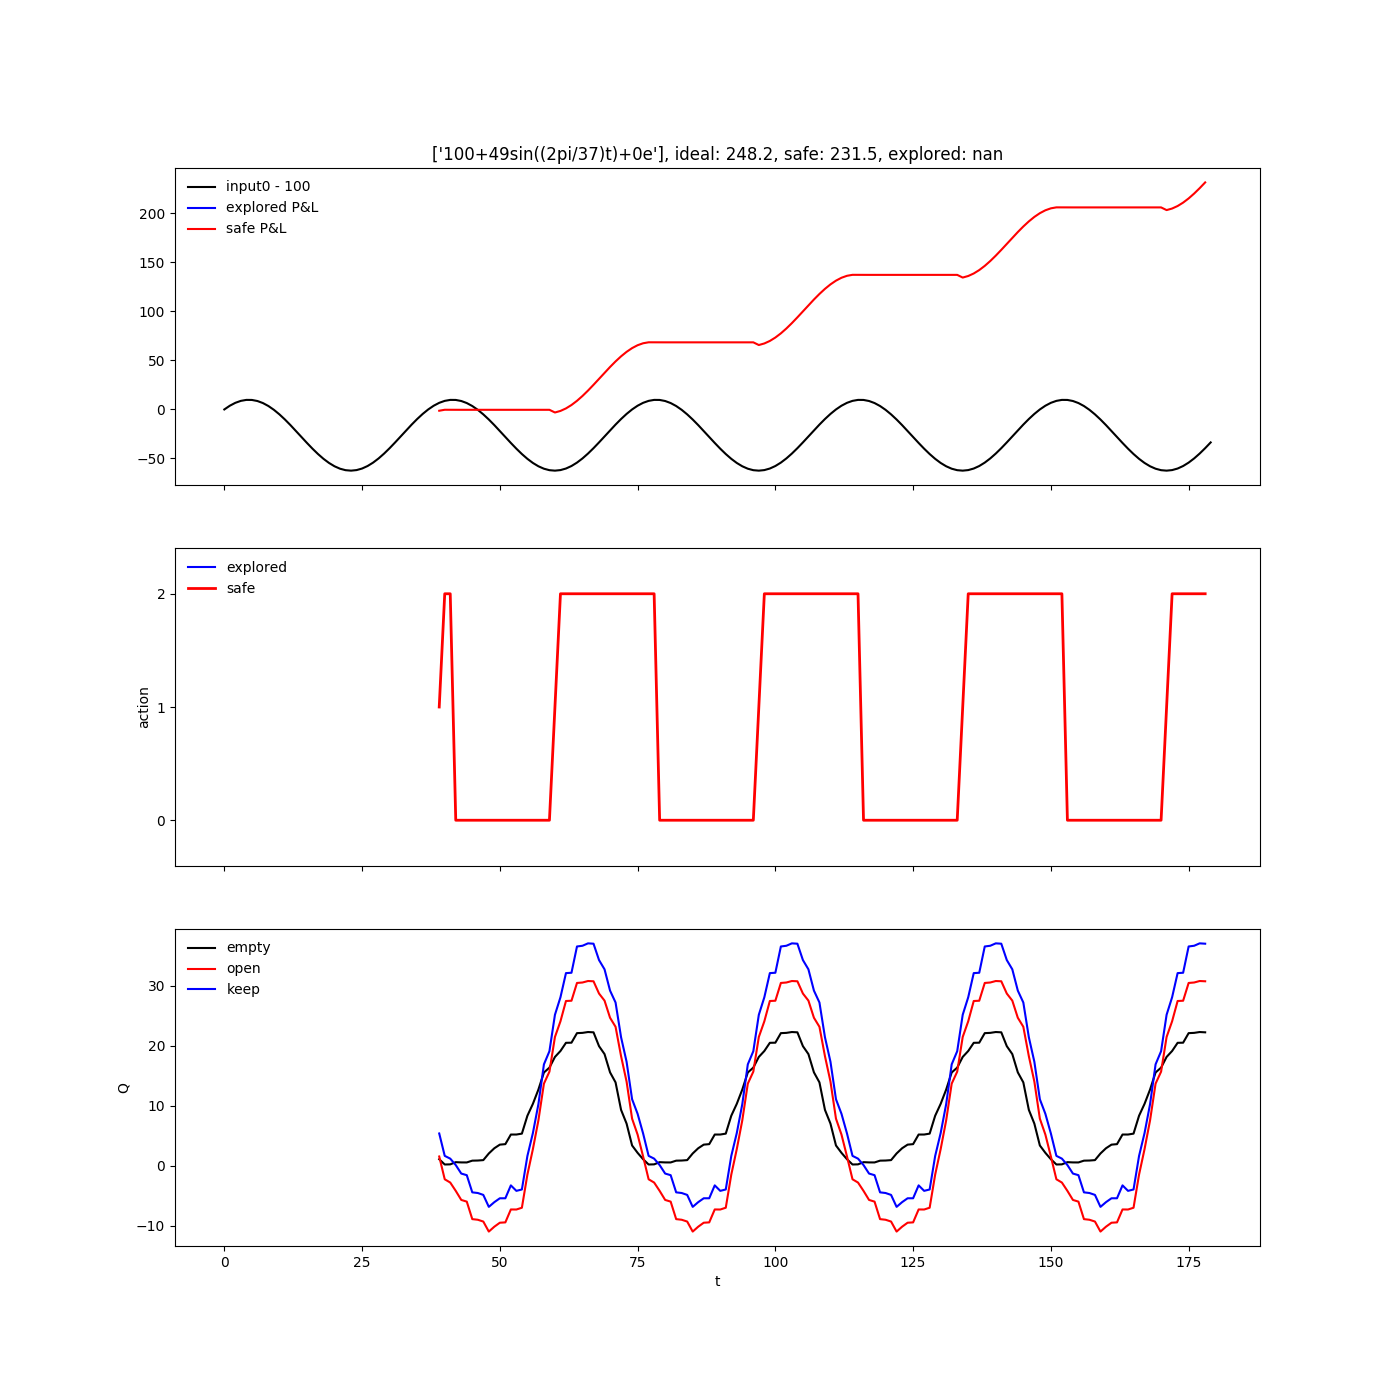 ['100+49sin((2pi/37)t)+0e'], ideal: 248.2, safe: 231.5, explored: nan
input0 - 100
explored P&L
safe P&L
200
150
100
50
0
−50
explored
safe
2
1
0
action
empty
open
keep
30
20
10
0
−10
Q
0 25 50 75 100 125 150 175
t